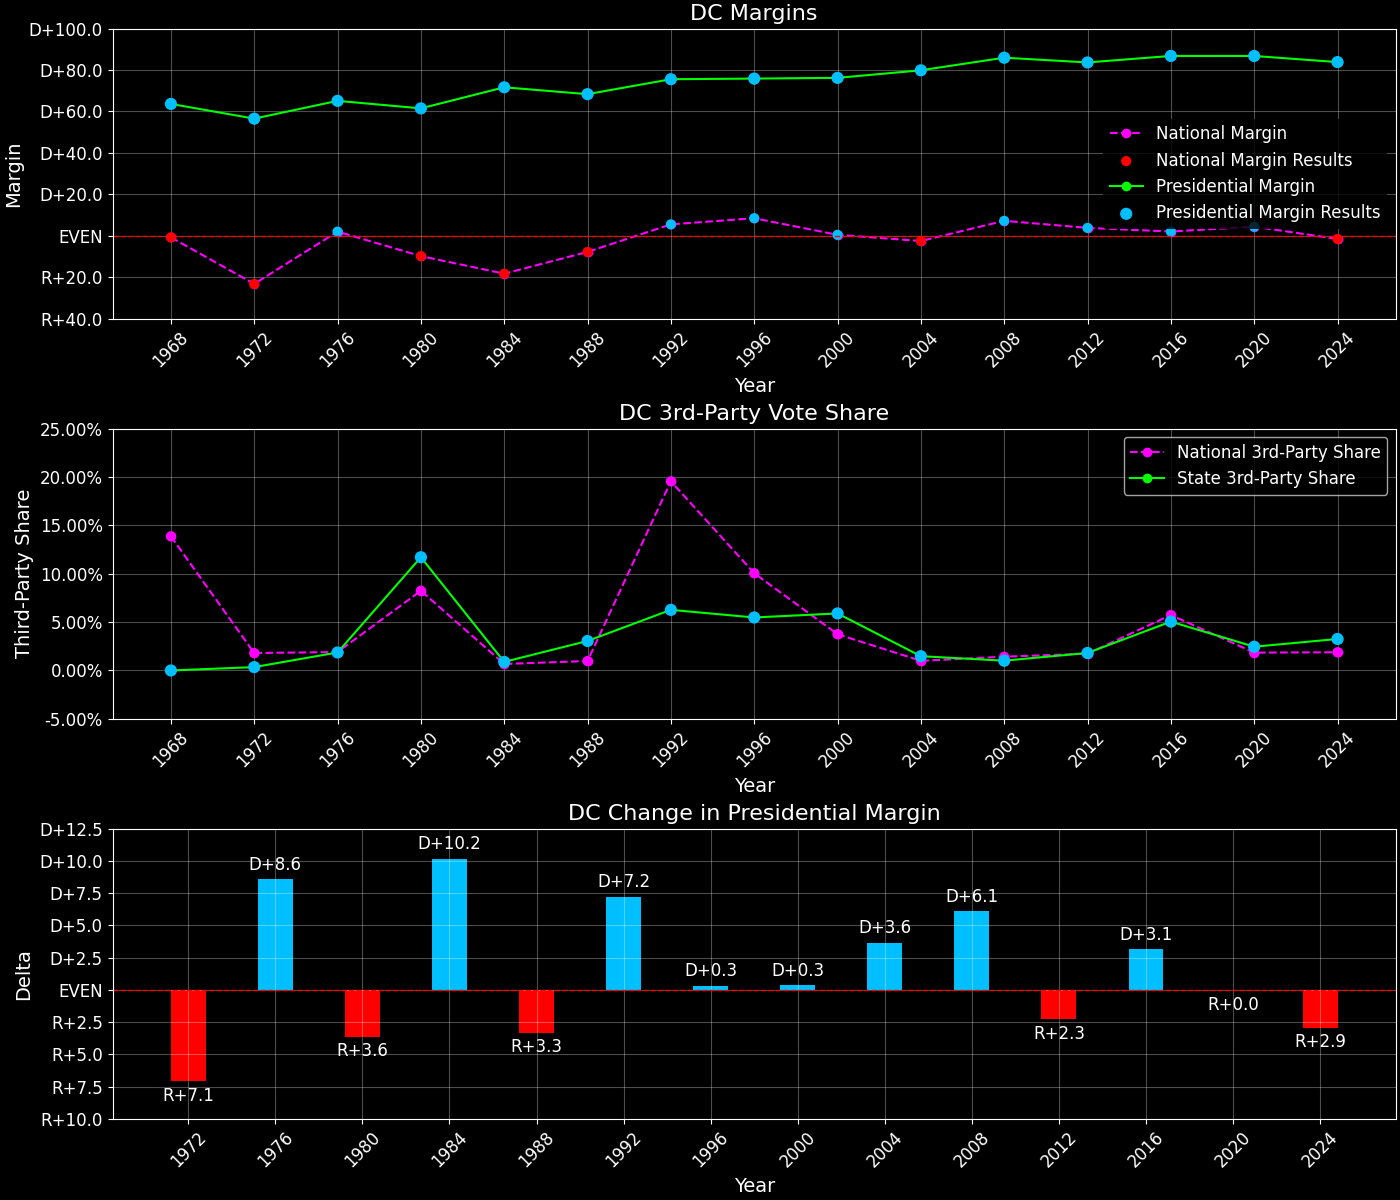 DC Margins
D+100.0
D+80.0
D+60.0
D+40.0
D+20.0
EVEN
R+20.0
R+40.0
Margin
National Margin
National Margin Results
Presidential Margin
Presidential Margin Results
1968 1972 1976 1980 1984 1988 1992 1996 2000 2004 2008 2012 2016 2020 2024
Year
DC 3rd-Party Vote Share
25.00%
20.00%
15.00%
10.00%
5.00%
0.00%
-5.00%
Third-Party Share
National 3rd-Party Share
State 3rd-Party Share
1968 1972 1976 1980 1984 1988 1992 1996 2000 2004 2008 2012 2016 2020 2024
Year
DC Change in Presidential Margin
D+12.5
D+10.0
D+7.5
D+5.0
D+2.5
EVEN
R+2.5
R+5.0
R+7.5
R+10.0
Delta
R+7.1
D+8.6
R+3.6
D+10.2
R+3.3
D+7.2
D+0.3
D+0.3
D+3.6
D+6.1
R+2.3
D+3.1
R+0.0
R+2.9
1972 1976 1980 1984 1988 1992 1996 2000 2004 2008 2012 2016 2020 2024
Year